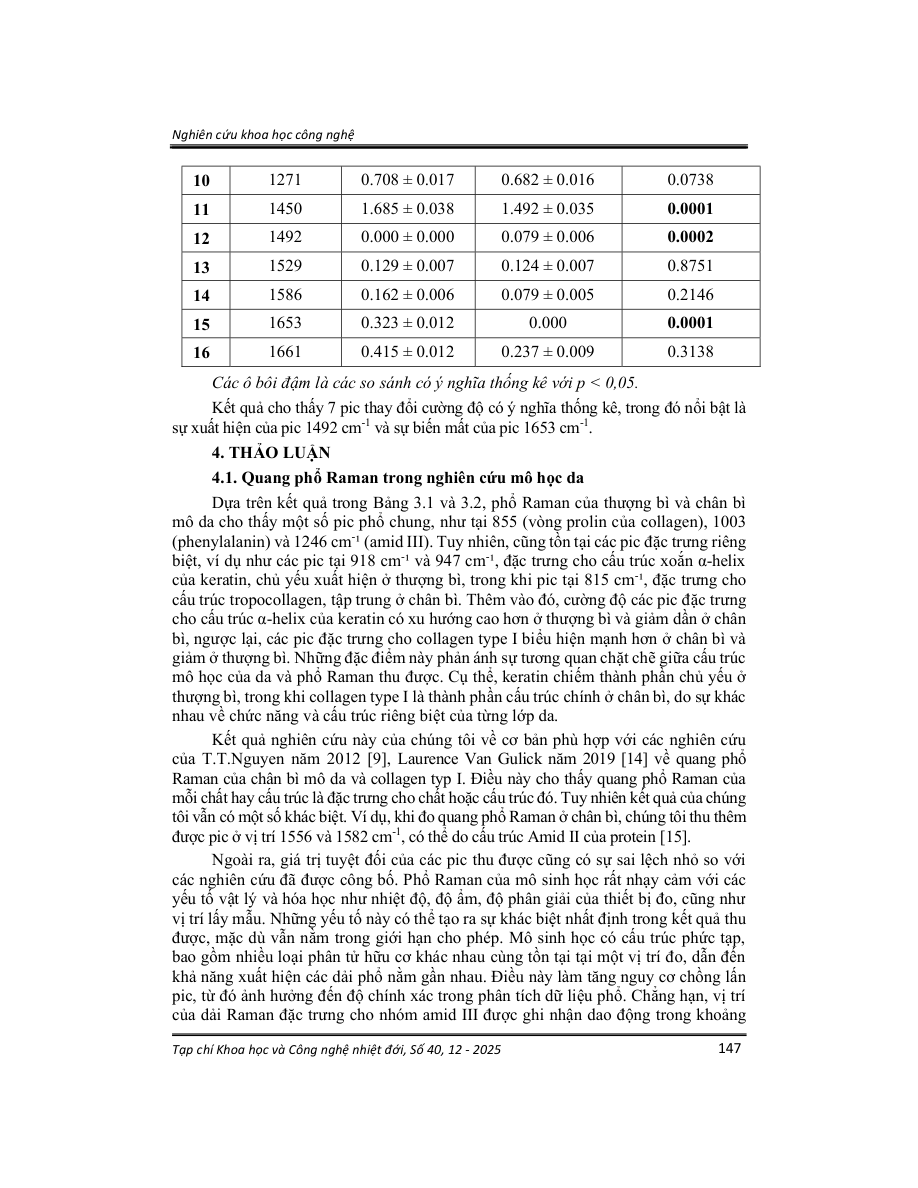 Nghiên cứu khoa học công nghệ
10 1271 0.708 ± 0.017 0.682 ± 0.016 0.0738
11 1450 1.685 ± 0.038 1.492 ± 0.035 0.0001
12 1492 0.000 ± 0.000 0.079 ± 0.006 0.0002
13 1529 0.129 ± 0.007 0.124 ± 0.007 0.8751
14 1586 0.162 ± 0.006 0.079 ± 0.005 0.2146
15 1653 0.323 ± 0.012 0.000 0.0001
16 1661 0.415 ± 0.012 0.237 ± 0.009 0.3138
Các ô bôi đậm là các so sánh có ý nghĩa thống kê với p < 0,05.
Kết quả cho thấy 7 pic thay đổi cường độ có ý nghĩa thống kê, trong đó nổi bật là
sự xuất hiện của pic 1492 cm⁻¹ và sự biến mất của pic 1653 cm⁻¹.
4. THẢO LUẬN
4.1. Quang phổ Raman trong nghiên cứu mô học da
Dựa trên kết quả trong Bảng 3.1 và 3.2, phổ Raman của thượng bì và chân bì
mô da cho thấy một số pic phổ chung, như tại 855 (vòng prolin của collagen), 1003
(phenylalanin) và 1246 cm⁻¹ (amid III). Tuy nhiên, cũng tồn tại các pic đặc trưng riêng
biệt, ví dụ như các pic tại 918 cm⁻¹ và 947 cm⁻¹, đặc trưng cho cấu trúc xoắn α-helix
của keratin, chủ yếu xuất hiện ở thượng bì, trong khi pic tại 815 cm⁻¹, đặc trưng cho
cấu trúc tropocollagen, tập trung ở chân bì. Thêm vào đó, cường độ các pic đặc trưng
cho cấu trúc α-helix của keratin có xu hướng cao hơn ở thượng bì và giảm dần ở chân
bì, ngược lại, các pic đặc trưng cho collagen type I biểu hiện mạnh hơn ở chân bì và
giảm ở thượng bì. Những đặc điểm này phản ánh sự tương quan chặt chẽ giữa cấu trúc
mô học của da và phổ Raman thu được. Cụ thể, keratin chiếm thành phần chủ yếu ở
thượng bì, trong khi collagen type I là thành phần cấu trúc chính ở chân bì, do sự khác
nhau về chức năng và cấu trúc riêng biệt của từng lớp da.
Kết quả nghiên cứu này của chúng tôi về cơ bản phù hợp với các nghiên cứu
của T.T.Nguyen năm 2012 [9], Laurence Van Gulick năm 2019 [14] về quang phổ
Raman của chân bì mô da và collagen typ I. Điều này cho thấy quang phổ Raman của
mỗi chất hay cấu trúc là đặc trưng cho chất hoặc cấu trúc đó. Tuy nhiên kết quả của chúng
tôi vẫn có một số khác biệt. Ví dụ, khi đo quang phổ Raman ở chân bì, chúng tôi thu thêm
được pic ở vị trí 1556 và 1582 cm⁻¹, có thể do cấu trúc Amid II của protein [15].
Ngoài ra, giá trị tuyệt đối của các pic thu được cũng có sự sai lệch nhỏ so với
các nghiên cứu đã được công bố. Phổ Raman của mô sinh học rất nhạy cảm với các
yếu tố vật lý và hóa học như nhiệt độ, độ ẩm, độ phân giải của thiết bị đo, cũng như
vị trí lấy mẫu. Những yếu tố này có thể tạo ra sự khác biệt nhất định trong kết quả thu
được, mặc dù vẫn nằm trong giới hạn cho phép. Mô sinh học có cấu trúc phức tạp,
bao gồm nhiều loại phân tử hữu cơ khác nhau cùng tồn tại tại một vị trí đo, dẫn đến
khả năng xuất hiện các dải phổ nằm gần nhau. Điều này làm tăng nguy cơ chồng lấn
pic, từ đó ảnh hưởng đến độ chính xác trong phân tích dữ liệu phổ. Chẳng hạn, vị trí
của dải Raman đặc trưng cho nhóm amid III được ghi nhận dao động trong khoảng
Tạp chí Khoa học và Công nghệ nhiệt đới, Số 40, 12 - 2025 147